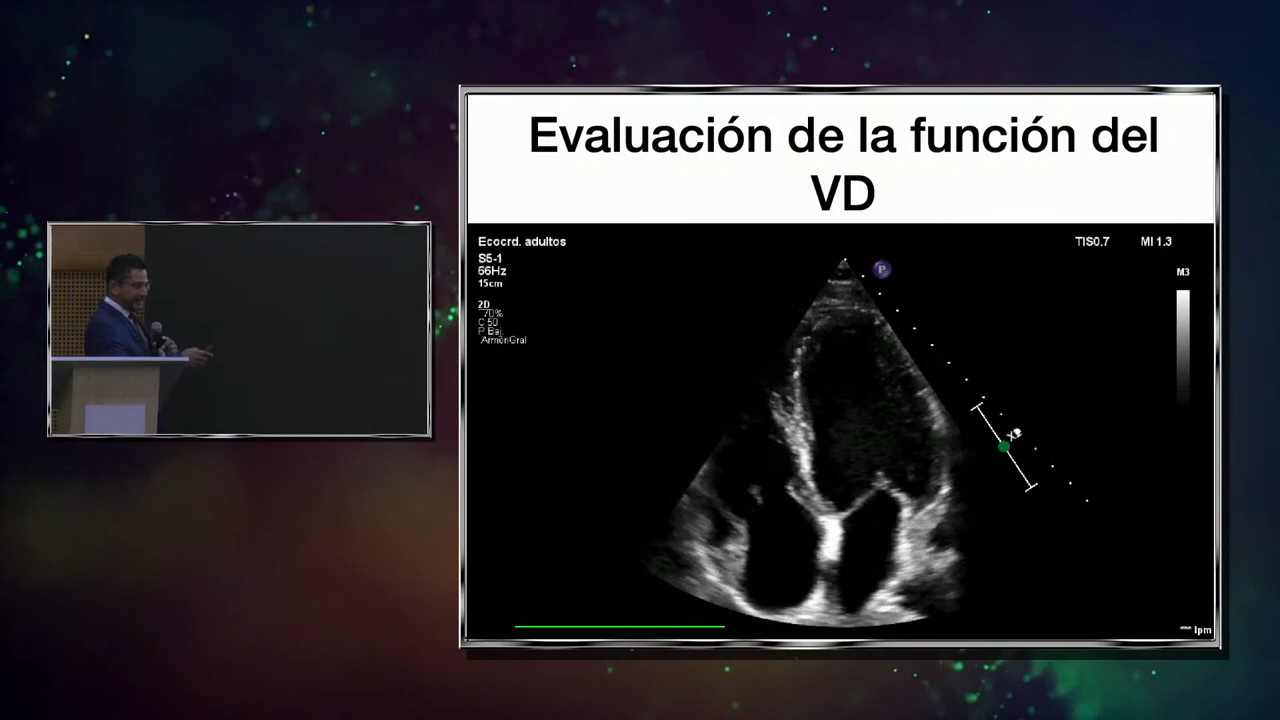 Evaluación de la función del
VD
Ecocrd. adultos
TIS0.7 MI 1.3
S5-1
66Hz
15cm
M3
2D
70%
C 50
P Baj.
ArmónGral
P
lpm